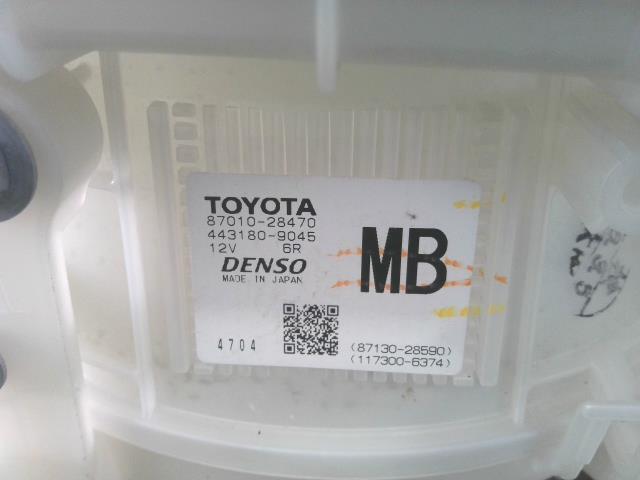 TOYOTA
87010-28470
443180-9045
12V 6R
DENSO
MADE IN JAPAN
MB
4704
(87130-28590)
(117300-6374)